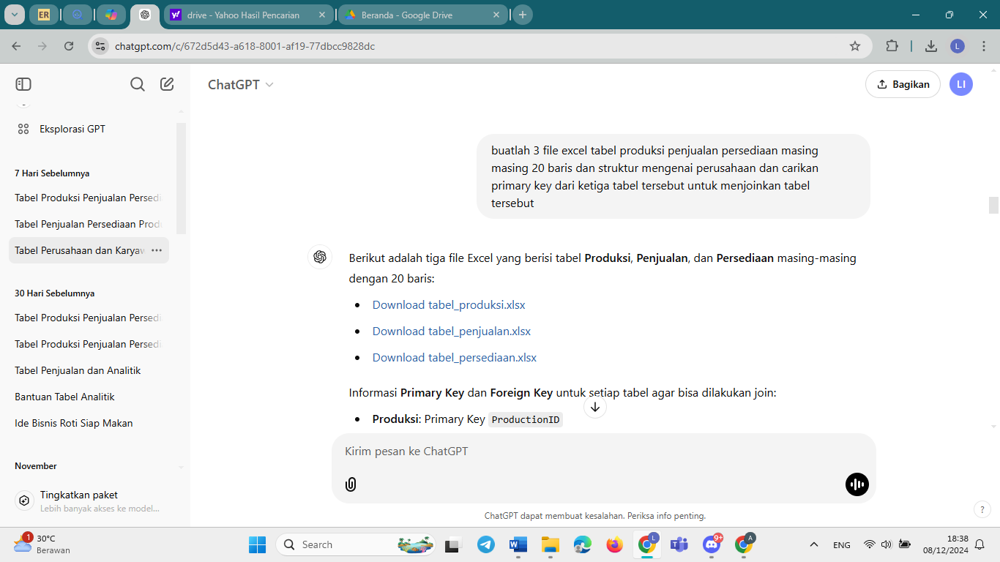 ER
drive - Yahoo Hasil Pencarian
Beranda - Google Drive
chatgpt.com/c/672d5d43-a618-8001-af19-77dbcc9828dc
L
ChatGPT
Bagikan
LI
Eksplorasi GPT
7 Hari Sebelumnya
Tabel Produksi Penjualan Persedi
Tabel Penjualan Persediaan Prod
Tabel Perusahaan dan Karyaw
30 Hari Sebelumnya
Tabel Produksi Penjualan Persedi
Tabel Produksi Penjualan Persedi
Tabel Penjualan dan Analitik
Bantuan Tabel Analitik
Ide Bisnis Roti Siap Makan
November
Tingkatkan paket
Lebih banyak akses ke model...
buatlah 3 file excel tabel produksi penjualan persediaan masing
masing 20 baris dan struktur mengenai perusahaan dan carikan
primary key dari ketiga tabel tersebut untuk menjoinkan tabel
tersebut
Berikut adalah tiga file Excel yang berisi tabel Produksi, Penjualan, dan Persediaan masing-masing
dengan 20 baris:
• Download tabel_produksi.xlsx
• Download tabel_penjualan.xlsx
• Download tabel_persediaan.xlsx
Informasi Primary Key dan Foreign Key untuk setiap tabel agar bisa dilakukan join:
• Produksi: Primary Key ProductionID
Kirim pesan ke ChatGPT
ChatGPT dapat membuat kesalahan. Periksa info penting.
?
1
30°C
Berawan
Search
L
9+
A
ENG
18:38
08/12/2024